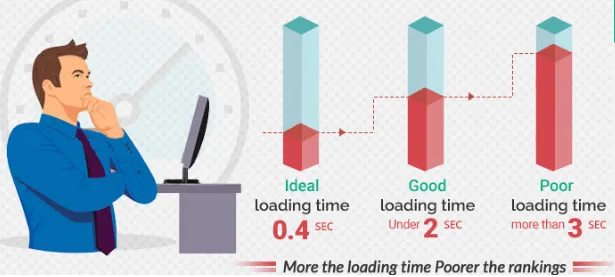 Ideal
loading time
0.4 SEC
Good
loading time
Under 2 SEC
Poor
loading time
more than 3 SEC
More the loading time Poorer the rankings